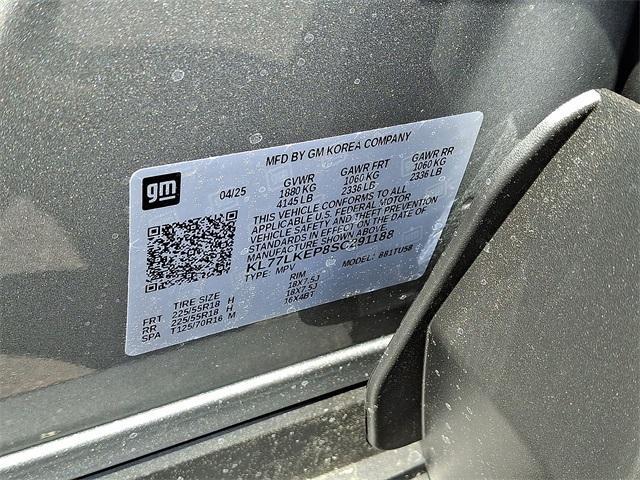 MFD BY GM KOREA COMPANY
gm
04/25 GVWR GAWR FRT GAWR RR
1880 KG 1060 KG 1060 KG
4145 LB 2336 LB 2336 LB
THIS VEHICLE CONFORMS TO ALL
APPLICABLE U.S. FEDERAL MOTOR
VEHICLE SAFETY AND THEFT PREVENTION
STANDARDS IN EFFECT ON THE DATE OF
MANUFACTURE SHOWN ABOVE.
KL77LKEP8SC291188
TYPE: MPV MODEL: 881TU58
TIRE SIZE RIM
FRT 225/55R18 H 18X7.5J
RR 225/55R18 H 18X7.5J
SPA T125/70R16 M 16X4BT